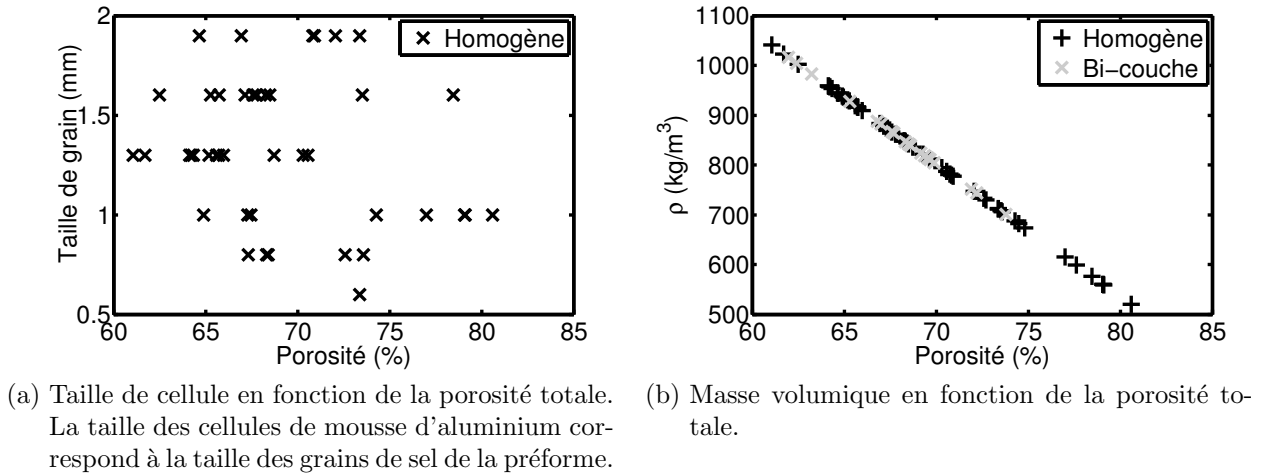 2
1.5
1
0.5
60 65 70 75 80 85
Taille de grain (mm)
Porosité (%)
Homogène
1100
1000
900
800
700
600
500
60 65 70 75 80 85
ρ (kg/m³)
Porosité (%)
Homogène
Bi−couche
(a) Taille de cellule en fonction de la porosité totale.
La taille des cellules de mousse d'aluminium cor-
respond à la taille des grains de sel de la préforme.
(b) Masse volumique en fonction de la porosité to-
tale.